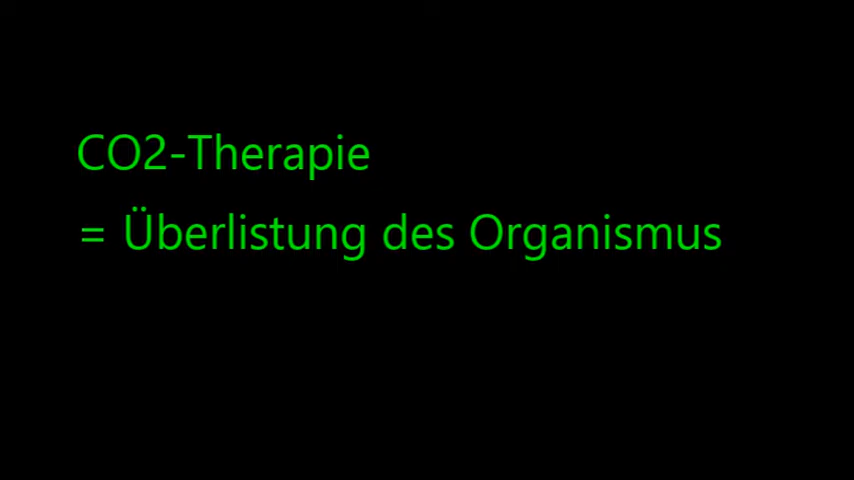 CO2-Therapie
= Überlistung des Organismus